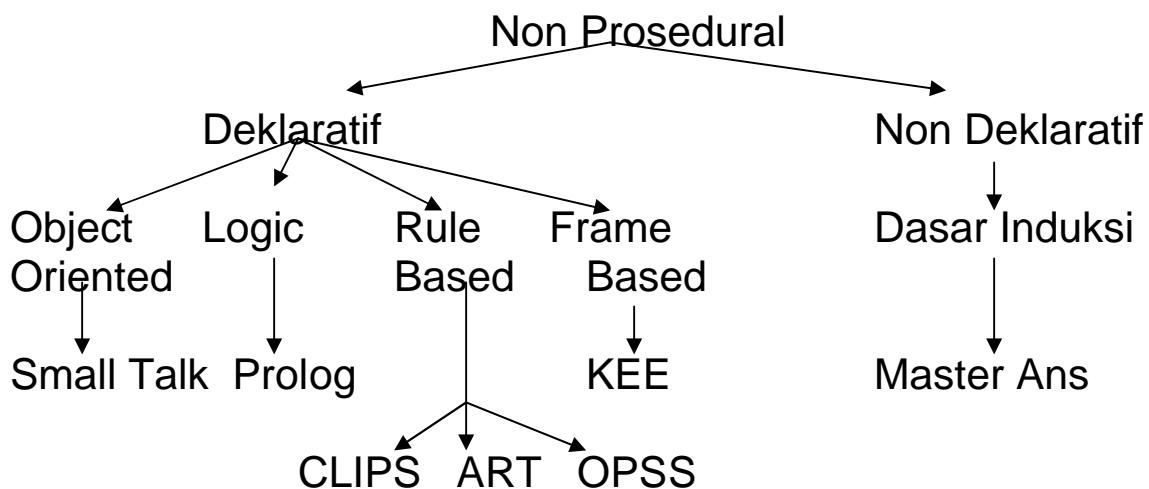 Non Prosedural
Deklaratif Non Deklaratif
Object Logic Rule Frame Dasar Induksi
Oriented Based Based
Small Talk Prolog KEE Master Ans
CLIPS ART OPSS